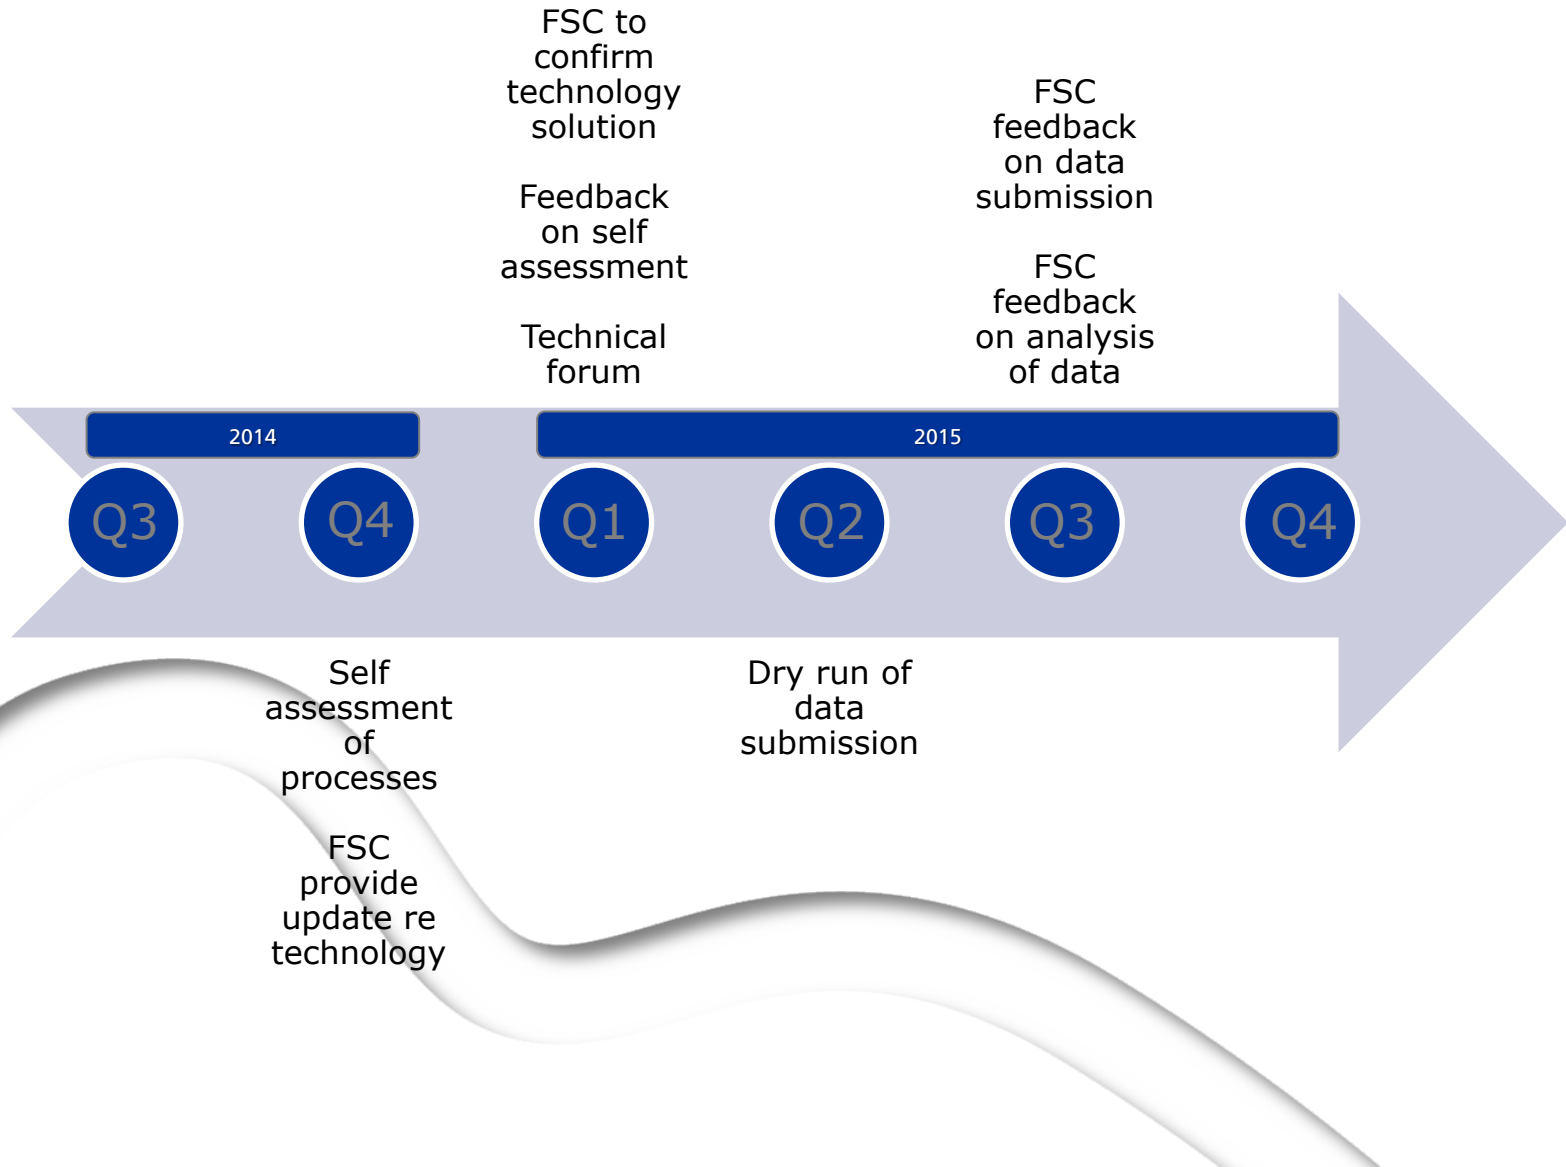 FSC to
confirm
technology
solution
Feedback
on self
assessment
Technical
forum
FSC
feedback
on data
submission
FSC
feedback
on analysis
of data
2014
2015
Q3
Q4
Q1
Q2
Q3
Q4
Self
assessment
of
processes
FSC
provide
update re
technology
Dry run of
data
submission